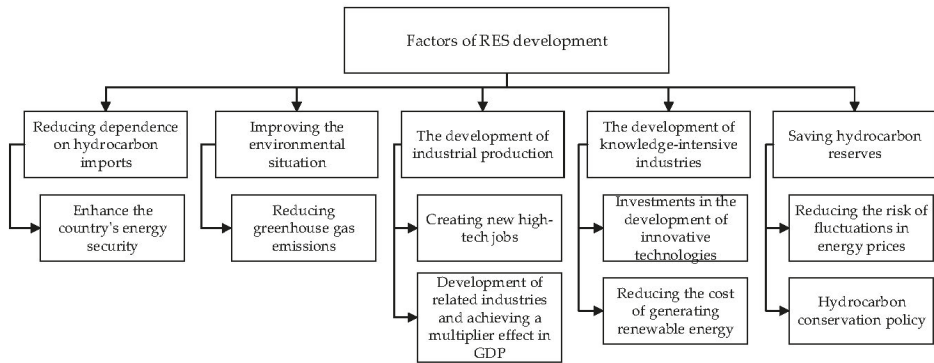 Factors of RES development
Reducing dependence
on hydrocarbon
imports
Improving the
environmental
situation
The development of
industrial production
The development of
knowledge-intensive
industries
Saving hydrocarbon
reserves
Enhance the
country's energy
security
Reducing
greenhouse gas
emissions
Creating new high-
tech jobs
Investments in the
development of
innovative
technologies
Reducing the risk of
fluctuations in
energy prices
Development of
related industries
and achieving a
multiplier effect in
GDP
Reducing the cost
of generating
renewable energy
Hydrocarbon
conservation policy